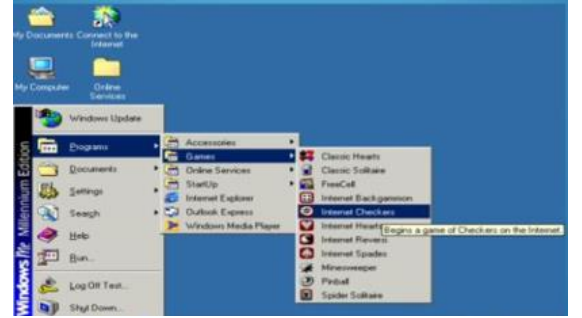 My Documents
Connect to the
Internet
My Computer
Online
Services
Windows Me Millennium Edition
Windows Update
Programs
Documents
Settings
Search
Help
Run...
Log Off Test...
Shut Down...
Accessories
Games
Online Services
StartUp
Internet Explorer
Outlook Express
Windows Media Player
Classic Hearts
Classic Solitaire
FreeCell
Internet Backgammon
Internet Checkers
Internet Hearts
Begins a game of Checkers on the Internet.
Internet Reversi
Internet Spades
Minesweeper
Pinball
Spider Solitaire